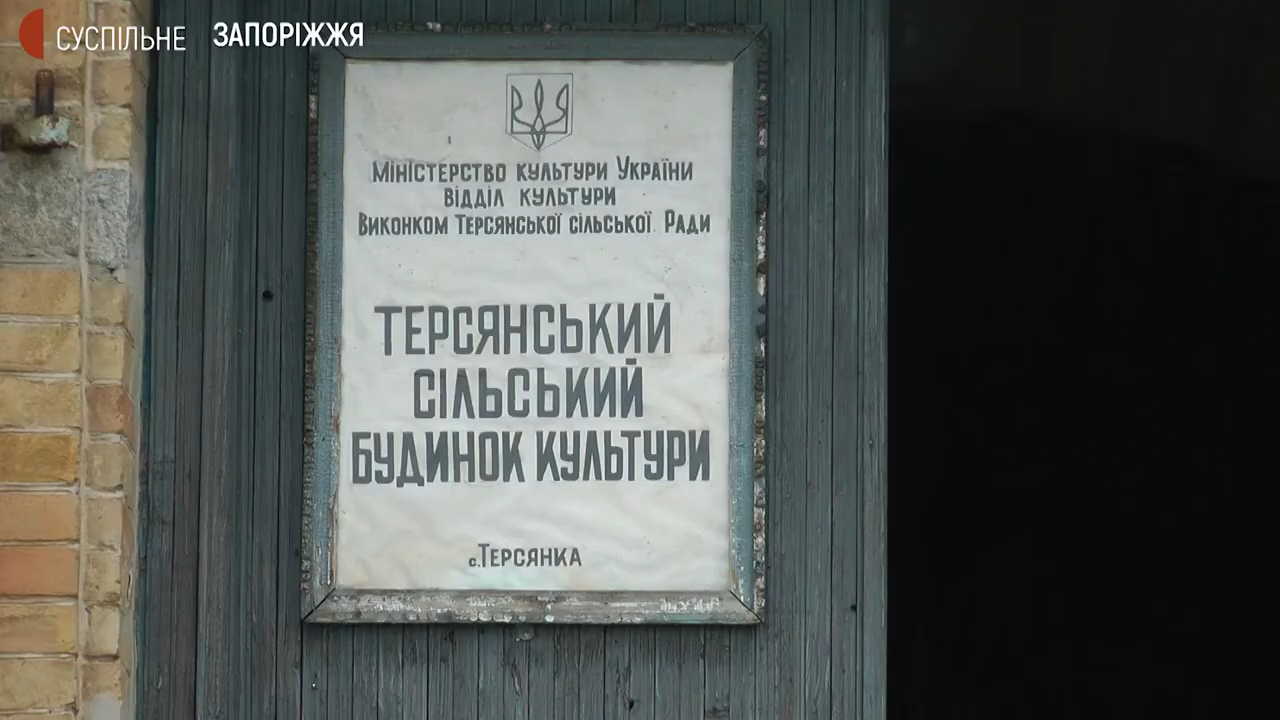 СУСПІЛЬНЕ ЗАПОРІЖЖЯ
Міністерство культури України
відділ культури
Виконком Терсянської сільської Ради
ТЕРСЯНСЬКИЙ
СІЛЬСЬКИЙ
БУДИНОК КУЛЬТУРИ
с.Терсянка